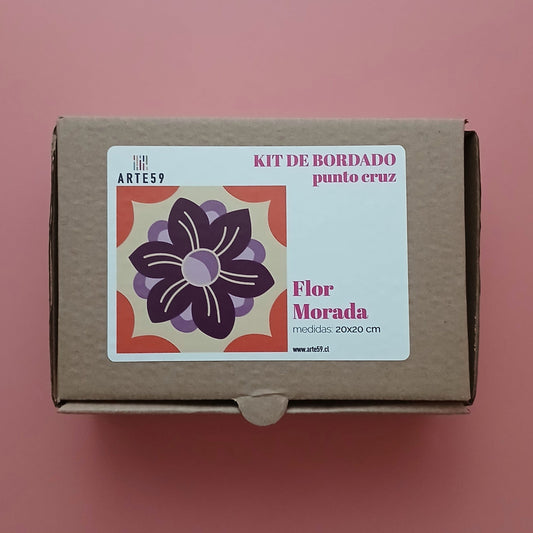 ARTE59
KIT DE BORDADO
punto cruz
Flor
Morada
medidas: 20x20 cm
www.arte59.cl